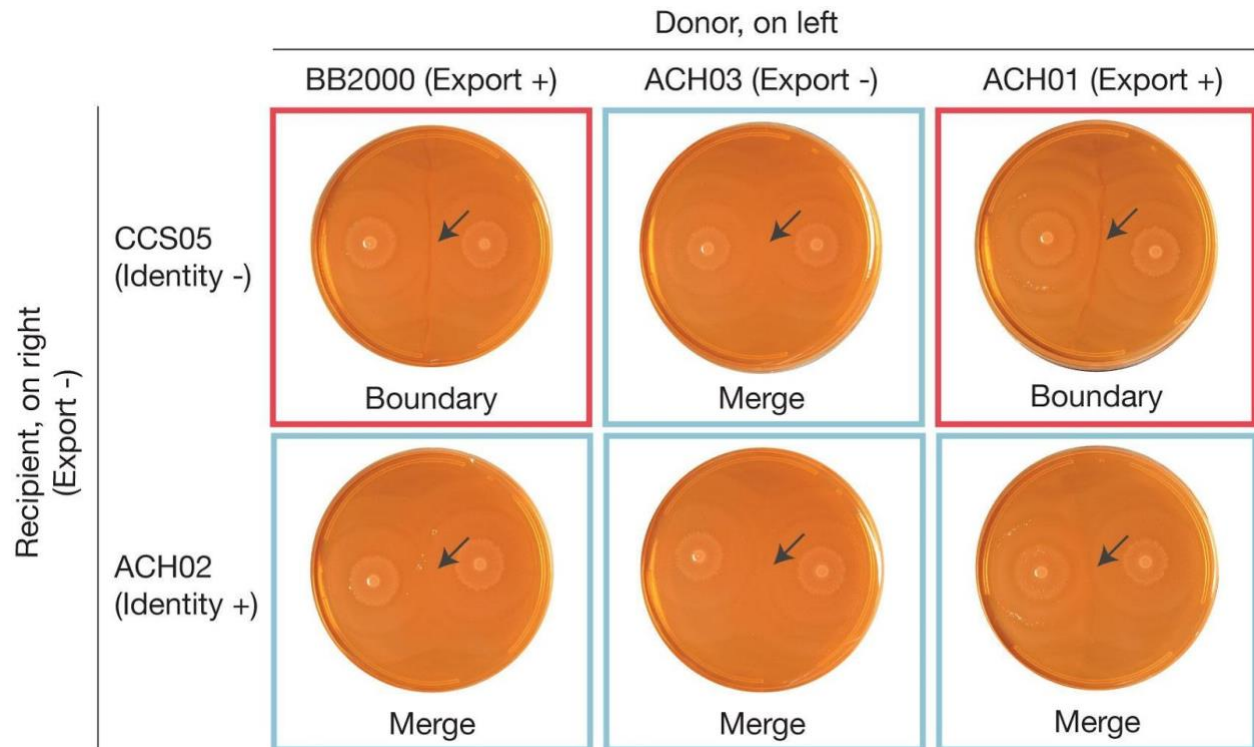 Donor, on left
BB2000 (Export +)
ACH03 (Export -)
ACH01 (Export +)
Recipient, on right
(Export -)
CCS05
(Identity -)
Boundary
Merge
Boundary
ACH02
(Identity +)
Merge
Merge
Merge